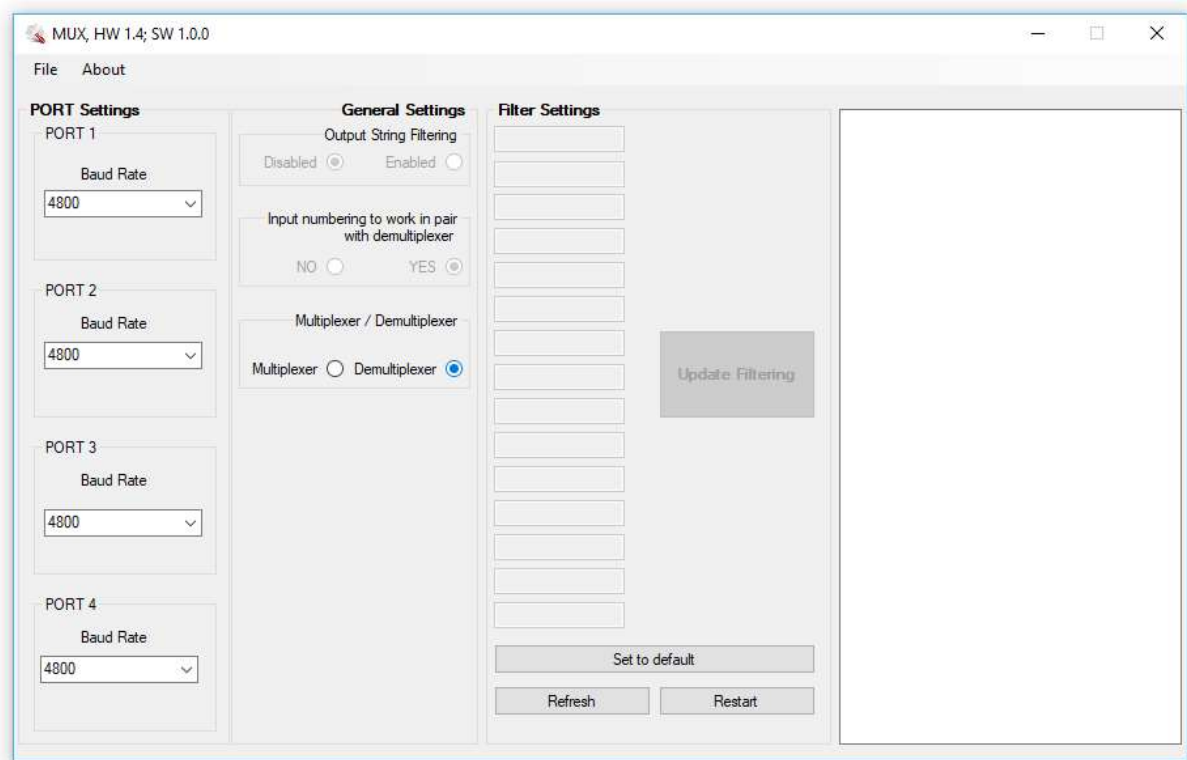 MUX, HW 1.4; SW 1.0.0
File About
PORT Settings
PORT 1
Baud Rate
4800
PORT 2
Baud Rate
4800
PORT 3
Baud Rate
4800
PORT 4
Baud Rate
4800
General Settings
Output String Filtering
Disabled Enabled
Input numbering to work in pair
with demultiplexer
NO YES
Multiplexer / Demultiplexer
Multiplexer Demultiplexer
Filter Settings
Update Filtering
Set to default
Refresh Restart